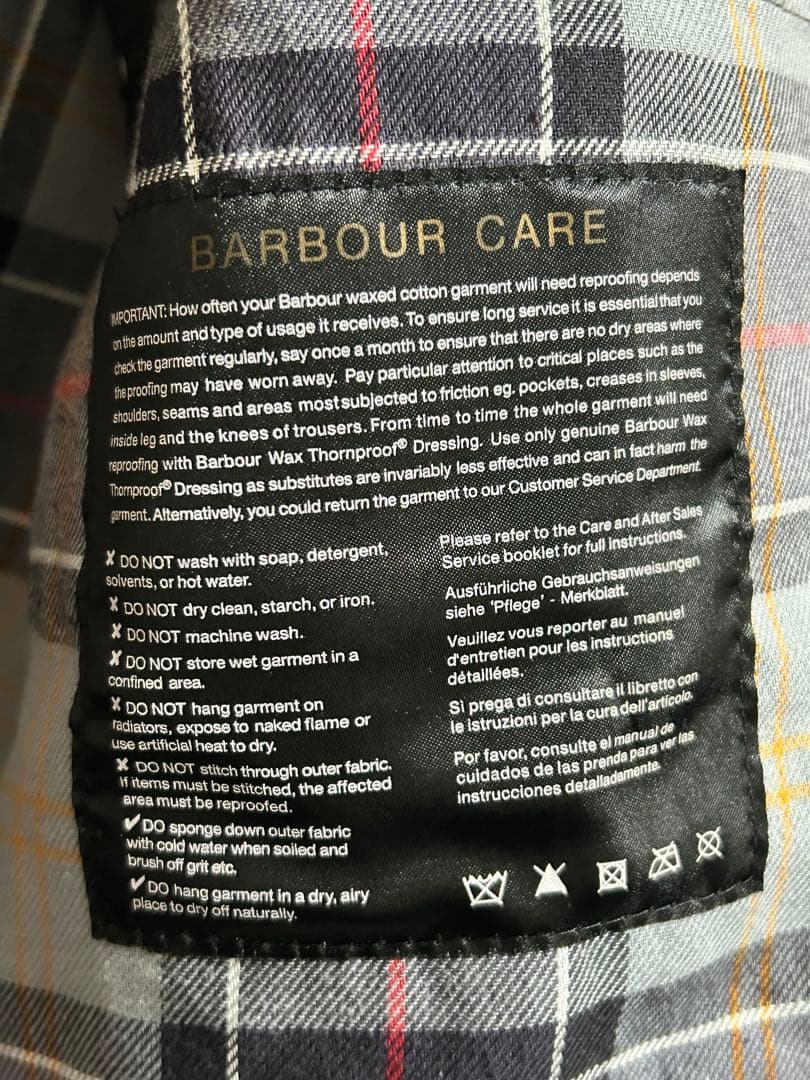 BARBOUR CARE
IMPORTANT: How often your Barbour waxed cotton garment will need reproofing depends
on the amount and type of usage it receives. To ensure long service it is essential that you
check the garment regularly, say once a month to ensure that there are no dry areas where
the proofing may have worn away. Pay particular attention to critical places such as the
shoulders, seams and areas most subjected to friction eg. pockets, creases in sleeves,
inside leg and the knees of trousers. From time to time the whole garment will need
reproofing with Barbour Wax Thornproof® Dressing. Use only genuine Barbour Wax
Thornproof® Dressing as substitutes are invariably less effective and can in fact harm the
garment. Alternatively, you could return the garment to our Customer Service Department.
✗ DO NOT wash with soap, detergent,
solvents, or hot water.
✗ DO NOT dry clean, starch, or iron.
✗ DO NOT machine wash.
✗ DO NOT store wet garment in a
confined area.
✗ DO NOT hang garment on
radiators, expose to naked flame or
use artificial heat to dry.
✗ DO NOT stitch through outer fabric.
If items must be stitched, the affected
area must be reproofed.
✔ DO sponge down outer fabric
with cold water when soiled and
brush off grit etc.
✔ DO hang garment in a dry, airy
place to dry off naturally.
Please refer to the Care and After Sales
Service booklet for full instructions.
Ausführliche Gebrauchsanweisungen
siehe 'Pflege' - Merkblatt.
Veuillez vous reporter au manuel
d'entretien pour les instructions
détaillées.
Si prega di consultare il libretto con
le istruzioni per la cura dell'articolo.
Por favor, consulte el manual de
cuidados de las prenda para ver las
instrucciones detalladamente.